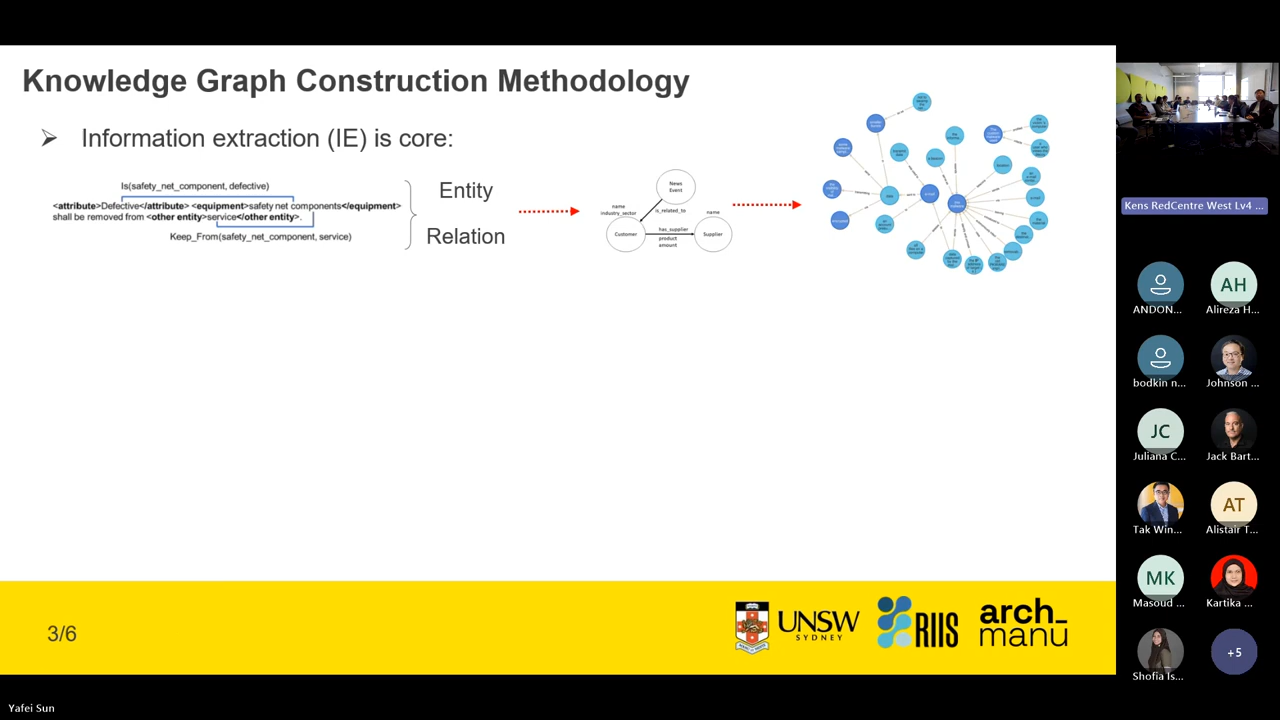 Knowledge Graph Construction Methodology
➢ Information extraction (IE) is core:
Is(safety_net_component, defective)
<attribute>Defective</attribute> <equipment>safety net components</equipment>
shall be removed from <other entity>service</other entity>.
Keep_From(safety_net_component, service)
Entity
Relation
News
Event
name
industry_sector
is_related_to
name
Customer
has_supplier
Supplier
product
amount
3/6
UNSW
SYDNEY
RIIS
arch_
manu
Kens RedCentre West Lv4 ...
ANDON...
Alireza H...
AH
bodkin n...
Johnson ...
JC
Juliana C...
Jack Bart...
Tak Win...
AT
Alistair T...
MK
Masoud ...
Kartika ...
Shofia Is...
+5
Yafei Sun